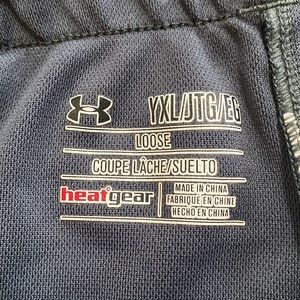 YXL/JTG/EG
LOOSE
COUPE LÂCHE/SUELTO
heatgear
MADE IN CHINA
FABRIQUÉ EN CHINE
HECHO EN CHINA